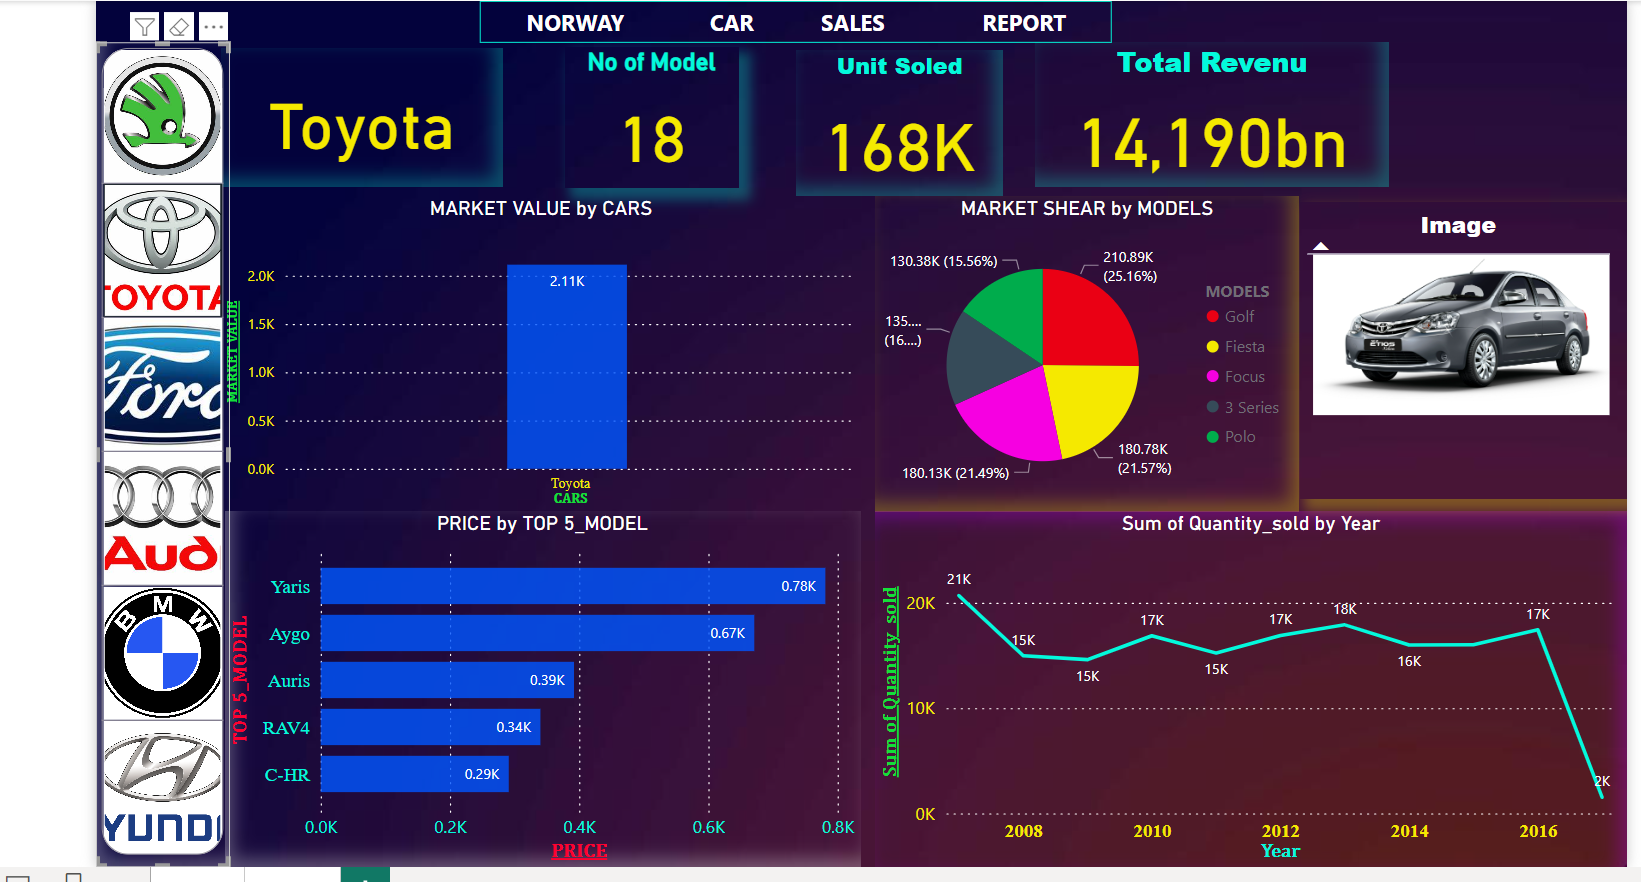 NORWAY CAR SALES REPORT
No of Model
Unit Soled
Total Revenu
Toyota
18
168K
14,190bn
TOYOTA
Ford
Aud
BMW
YUNDI
MARKET VALUE by CARS
MARKET VALUE
2.0K
1.5K
1.0K
0.5K
0.0K
2.11K
Toyota
CARS
MARKET SHEAR by MODELS
130.38K (15.56%)
210.89K
(25.16%)
135....
(16....)
180.13K (21.49%)
180.78K
(21.57%)
MODELS
Golf
Fiesta
Focus
3 Series
Polo
Image
TOYOTA
ETIOS
PRICE by TOP 5_MODEL
TOP 5_MODEL
Yaris
0.78K
Aygo
0.67K
Auris
0.39K
RAV4
0.34K
C-HR
0.29K
0.0K
0.2K
0.4K
0.6K
0.8K
PRICE
Sum of Quantity_sold by Year
Sum of Quantity_sold
20K
10K
0K
21K
15K
15K
17K
15K
17K
18K
16K
17K
2K
2008
2010
2012
2014
2016
Year